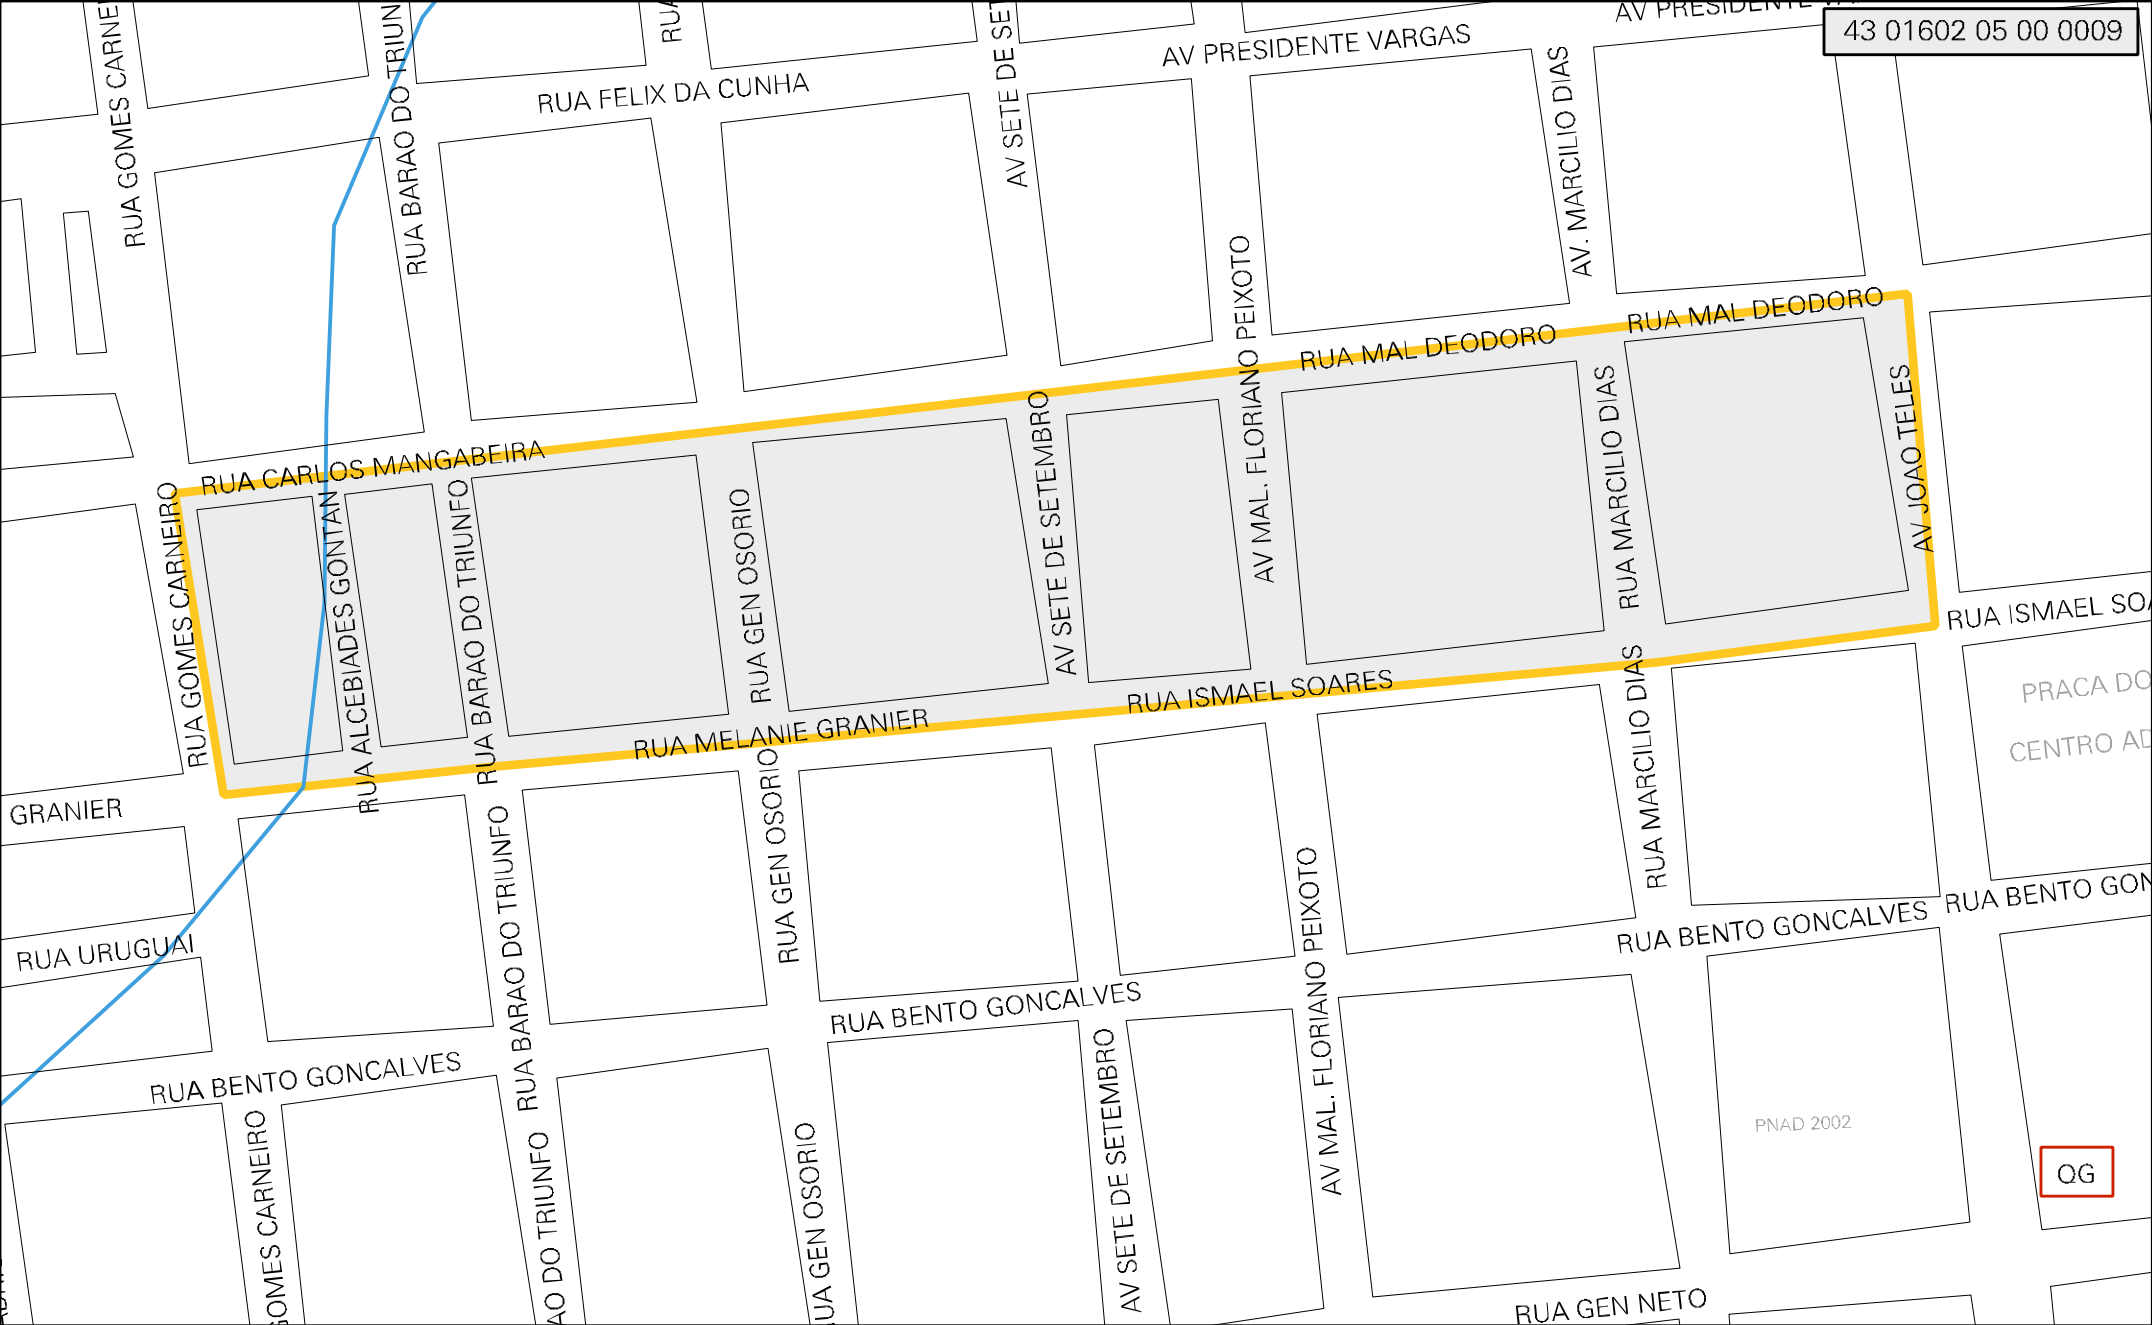 AV PRESIDENTE
43 01602 05 00 0009
RUA GOMES CARNEI
RUA BARAO DO TRIUN
RUA
AV SETE DE SET
AV PRESIDENTE VARGAS
RUA FELIX DA CUNHA
AV. MARCILIO DIAS
AV MAL. FLORIANO PEIXOTO
RUA MAL DEODORO
RUA MAL DEODORO
RUA CARLOS MANGABEIRA
RUA GOMES CARNEIRO
RUA ALCEBIADES GONTAN
RUA BARAO DO TRIUNFO
RUA GEN OSORIO
AV SETE DE SETEMBRO
AV MAL. FLORIANO PEIXOTO
RUA MARCILIO DIAS
AV JOAO TELES
RUA ISMAEL SOA
RUA ISMAEL SOARES
RUA MELANIE GRANIER
PRACA DO
CENTRO AD
GRANIER
RUA BARAO DO TRIUNFO
RUA GEN OSORIO
AV MAL. FLORIANO PEIXOTO
RUA MARCILIO DIAS
RUA BENTO GON
RUA BENTO GONCALVES
RUA URUGUAI
RUA BENTO GONCALVES
RUA BENTO GONCALVES
GOMES CARNEIRO
AO DO TRIUNFO
UA GEN OSORIO
AV SETE DE SETEMBRO
PNAD 2002
QG
RUA GEN NETO